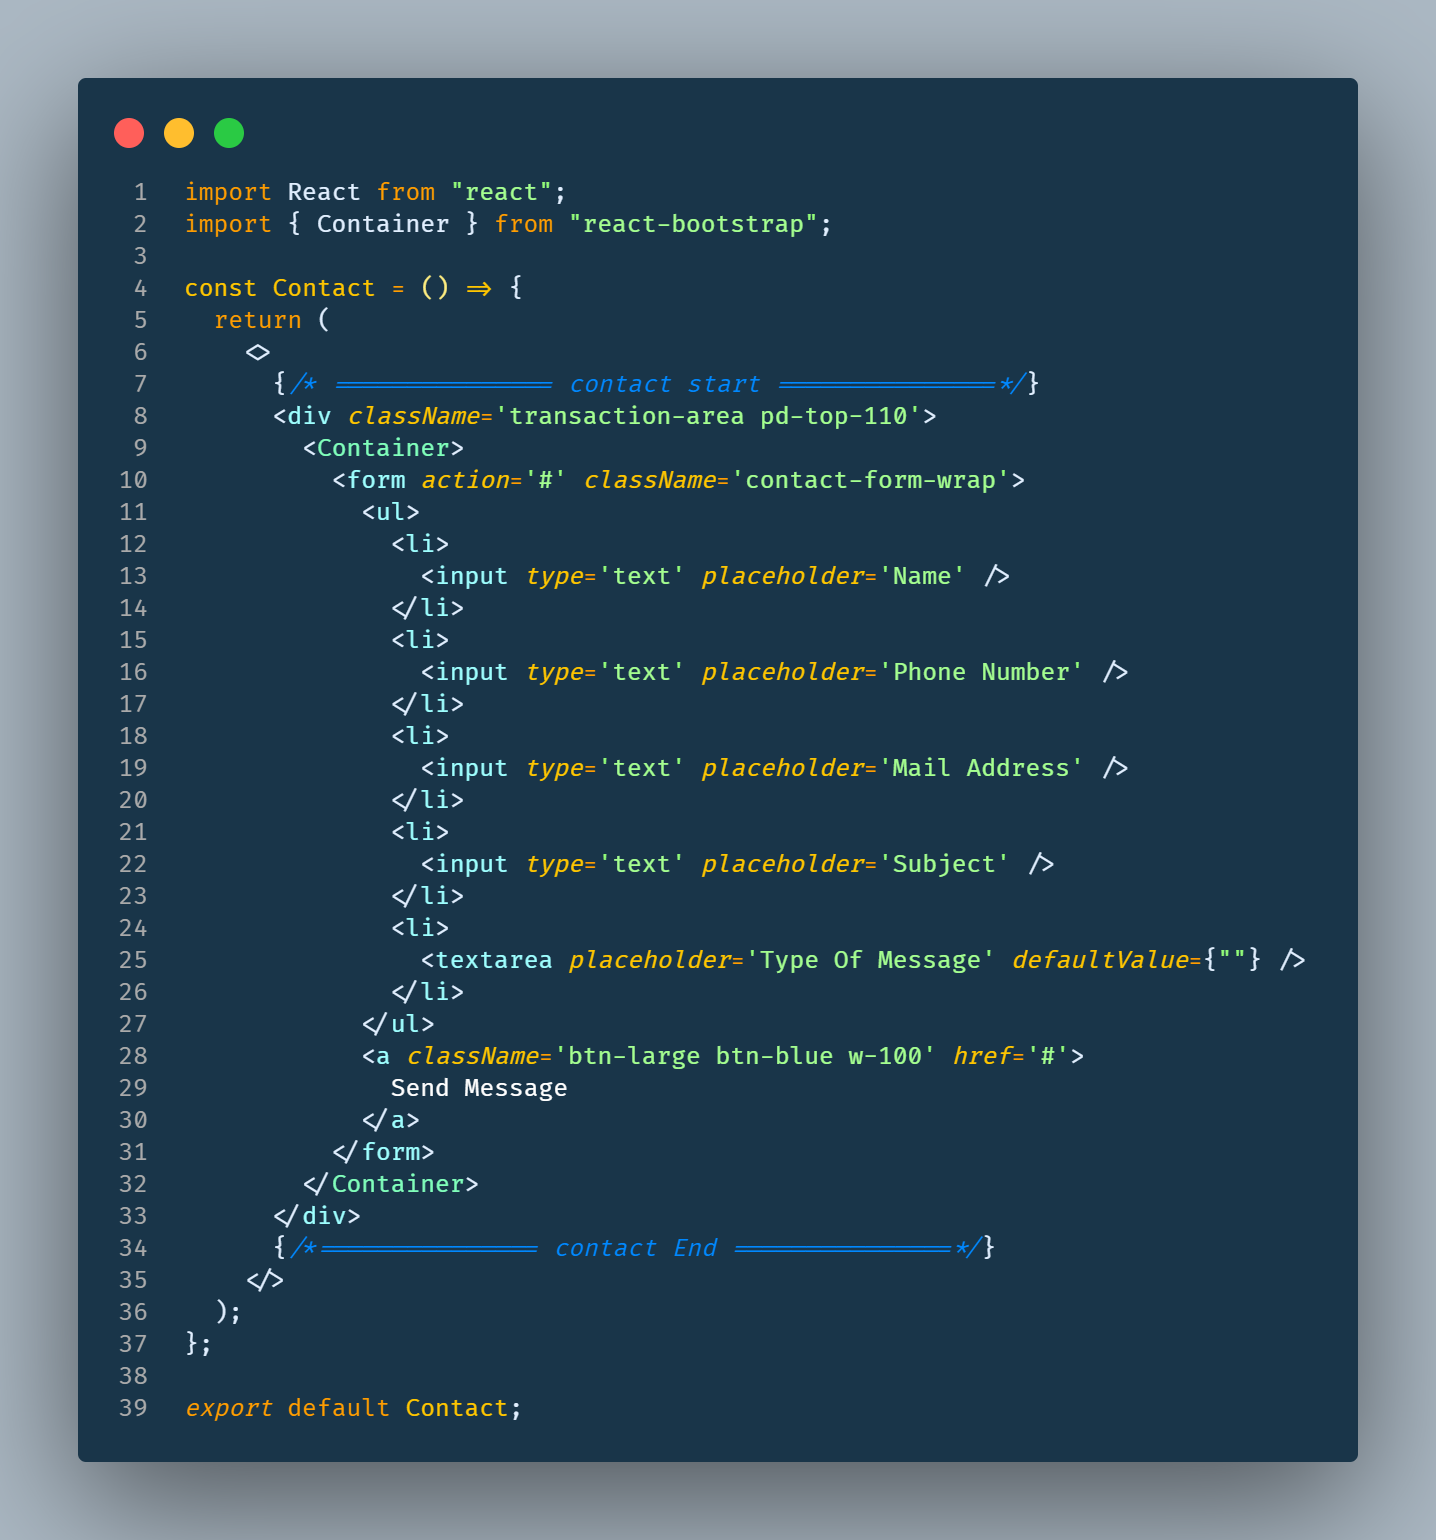 1 import React from "react";
2 import { Container } from "react-bootstrap";
3
4 const Contact = () => {
5   return (
6     <>
7       {/* =============== contact start ===============*/}
8       <div className='transaction-area pd-top-110'>
9         <Container>
10           <form action='#' className='contact-form-wrap'>
11             <ul>
12               <li>
13                 <input type='text' placeholder='Name' />
14               </li>
15               <li>
16                 <input type='text' placeholder='Phone Number' />
17               </li>
18               <li>
19                 <input type='text' placeholder='Mail Address' />
20               </li>
21               <li>
22                 <input type='text' placeholder='Subject' />
23               </li>
24               <li>
25                 <textarea placeholder='Type Of Message' defaultValue={""} />
26               </li>
27             </ul>
28             <a className='btn-large btn-blue w-100' href='#'>
29               Send Message
30             </a>
31           </form>
32         </Container>
33       </div>
34       {/*=============== contact End ===============*/}
35     </>
36   );
37 };
38
39 export default Contact;